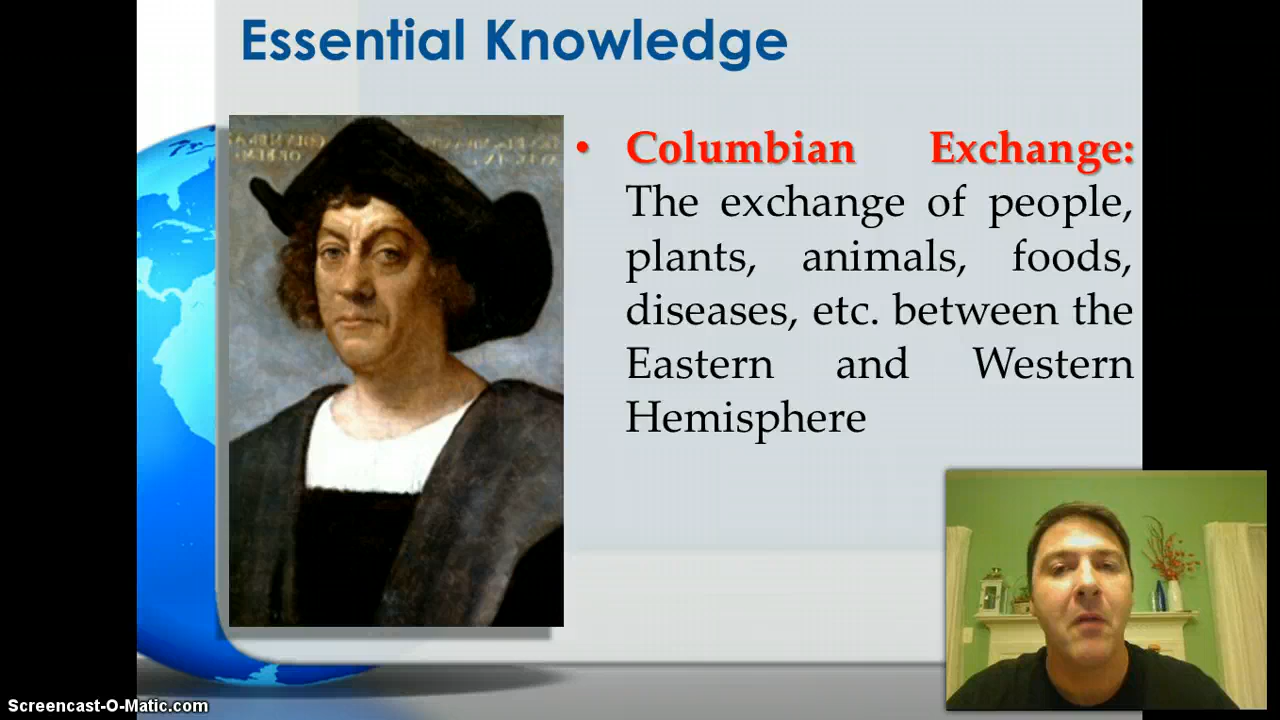 Essential Knowledge
• Columbian Exchange:
The exchange of people,
plants, animals, foods,
diseases, etc. between the
Eastern and Western
Hemisphere
Screencast-O-Matic.com